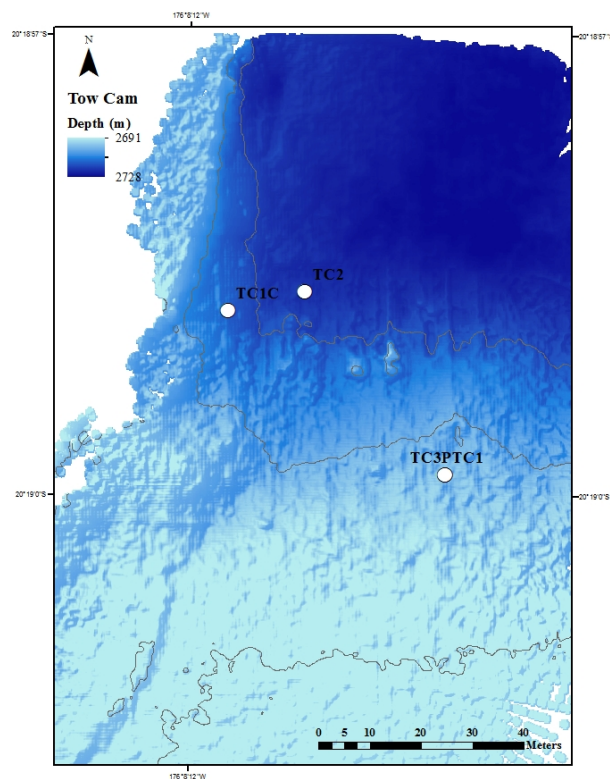 176°8'12"W
20°18'57"S
20°18'57"S
N
Tow Cam
Depth (m)
2691
2728
TC2
TC1C
TC3PTC1
20°19'0"S
20°19'0"S
0 5 10 20 30 40
Meters
176°8'12"W